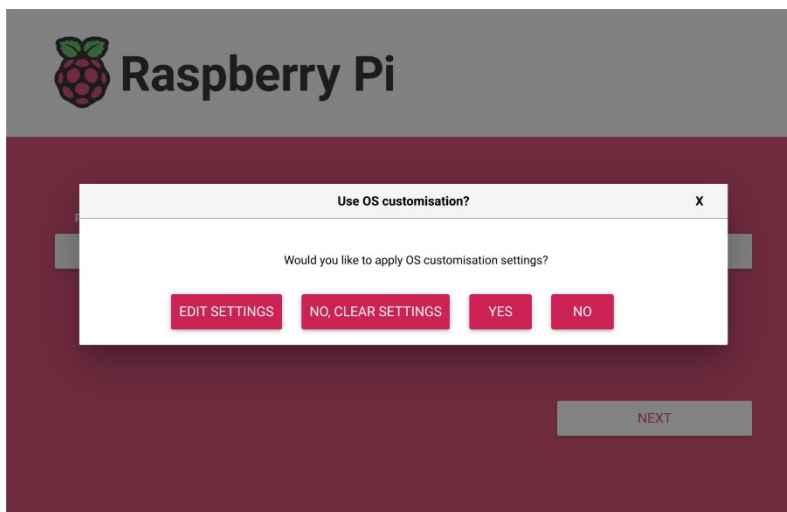 Raspberry Pi
Use OS customisation? X
Would you like to apply OS customisation settings?
EDIT SETTINGS NO, CLEAR SETTINGS YES NO
NEXT